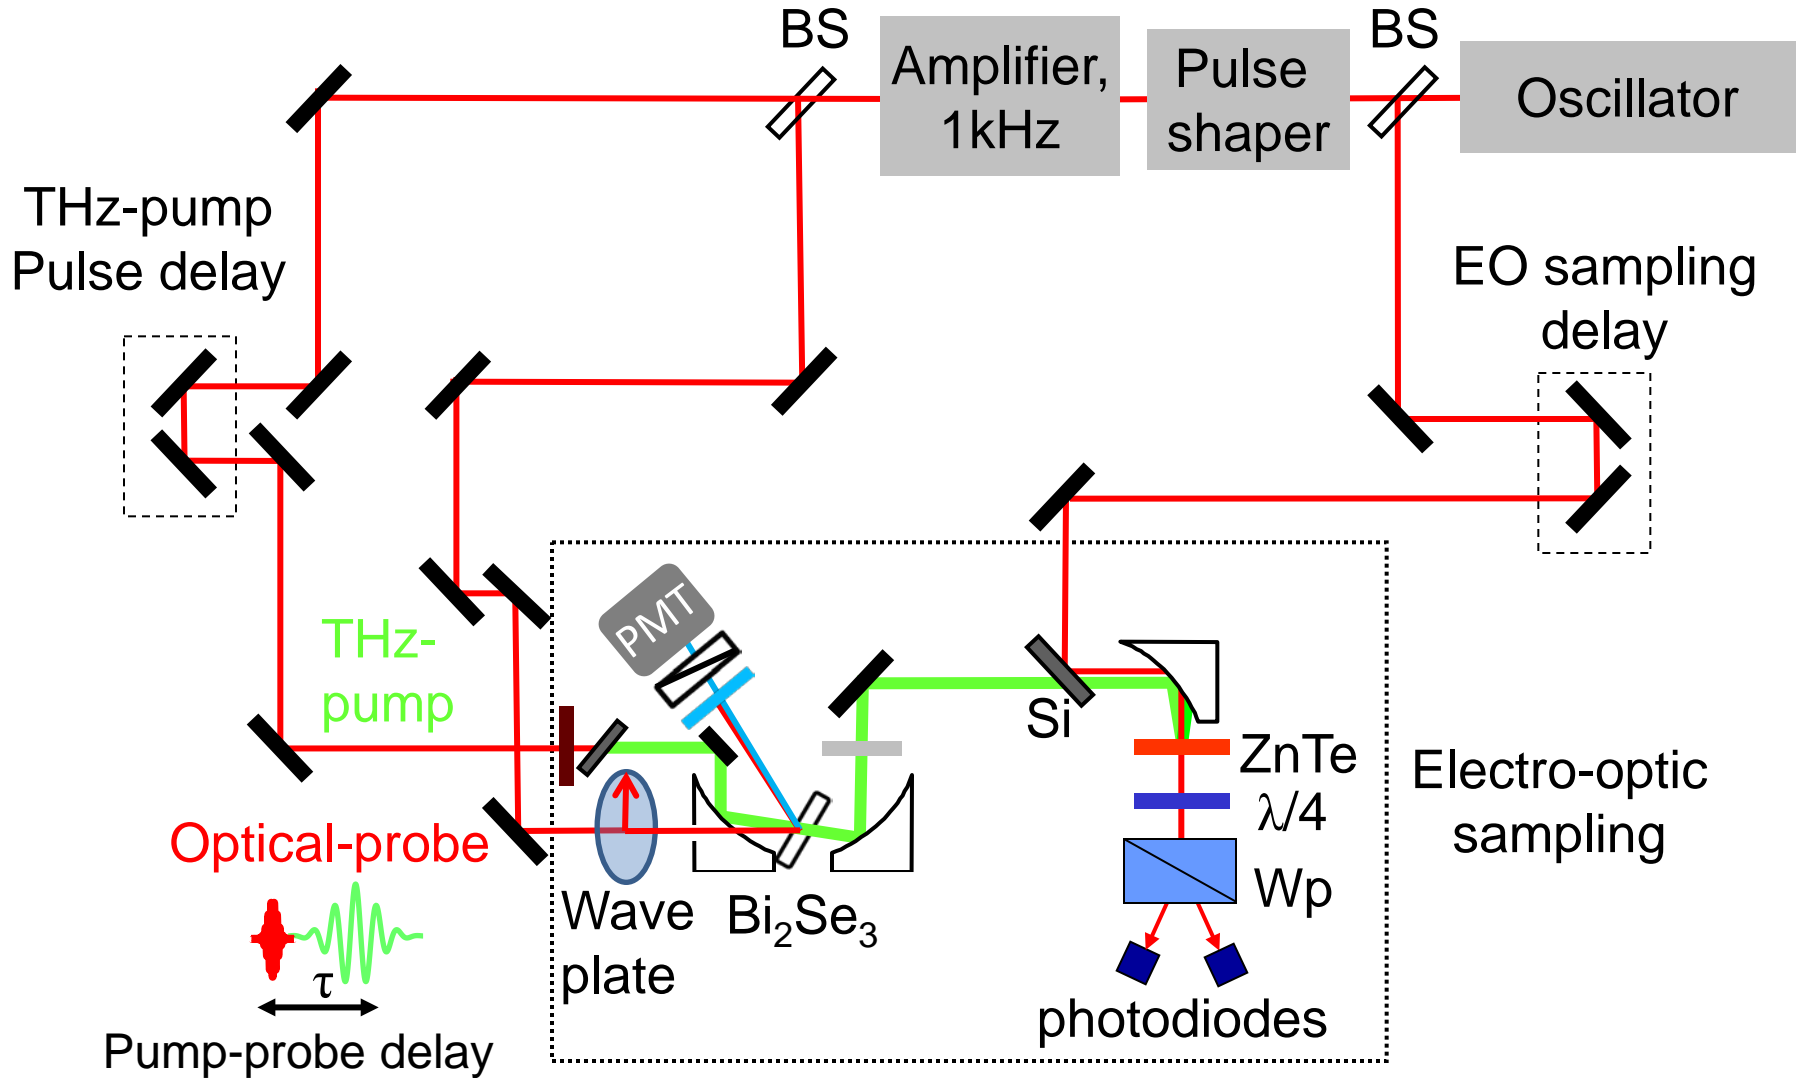 BS
Amplifier,
1kHz
Pulse
shaper
BS
Oscillator
THz-pump
Pulse delay
EO sampling
delay
THz-
pump
PMT
Si
ZnTe
λ/4
Wp
Electro-optic
sampling
Optical-probe
Wave
plate
Bi₂Se₃
τ
photodiodes
Pump-probe delay